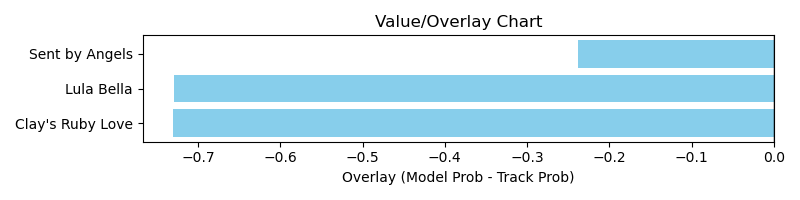 Value/Overlay Chart
Sent by Angels
Lula Bella
Clay's Ruby Love
−0.7 −0.6 −0.5 −0.4 −0.3 −0.2 −0.1 0.0
Overlay (Model Prob - Track Prob)